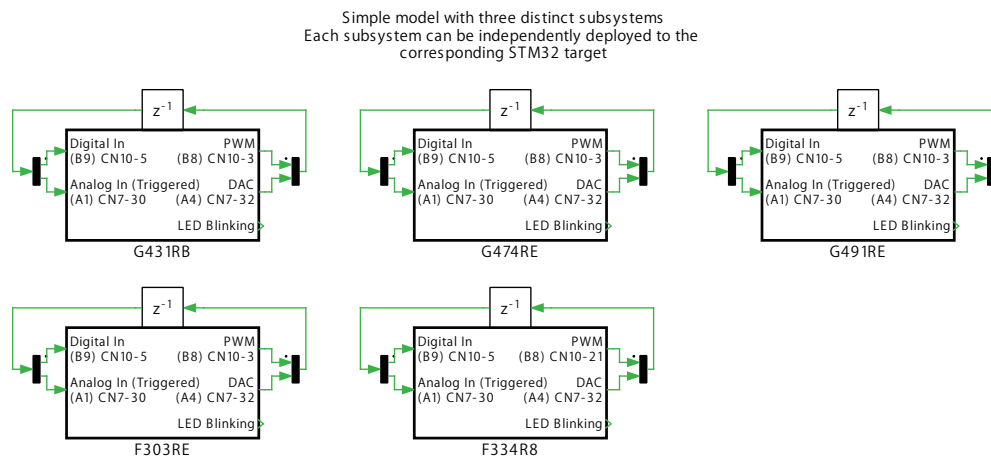 Simple model with three distinct subsystems
Each subsystem can be independently deployed to the
corresponding STM32 target
z⁻¹
Digital In PWM
(B9) CN10-5 (B8) CN10-3
Analog In (Triggered) DAC
(A1) CN7-30 (A4) CN7-32
LED Blinking
G431RB
z⁻¹
Digital In PWM
(B9) CN10-5 (B8) CN10-3
Analog In (Triggered) DAC
(A1) CN7-30 (A4) CN7-32
LED Blinking
G474RE
z⁻¹
Digital In PWM
(B9) CN10-5 (B8) CN10-3
Analog In (Triggered) DAC
(A1) CN7-30 (A4) CN7-32
LED Blinking
G491RE
z⁻¹
Digital In PWM
(B9) CN10-5 (B8) CN10-3
Analog In (Triggered) DAC
(A1) CN7-30 (A4) CN7-32
LED Blinking
F303RE
z⁻¹
Digital In PWM
(B9) CN10-5 (B8) CN10-21
Analog In (Triggered) DAC
(A1) CN7-30 (A4) CN7-32
LED Blinking
F334R8